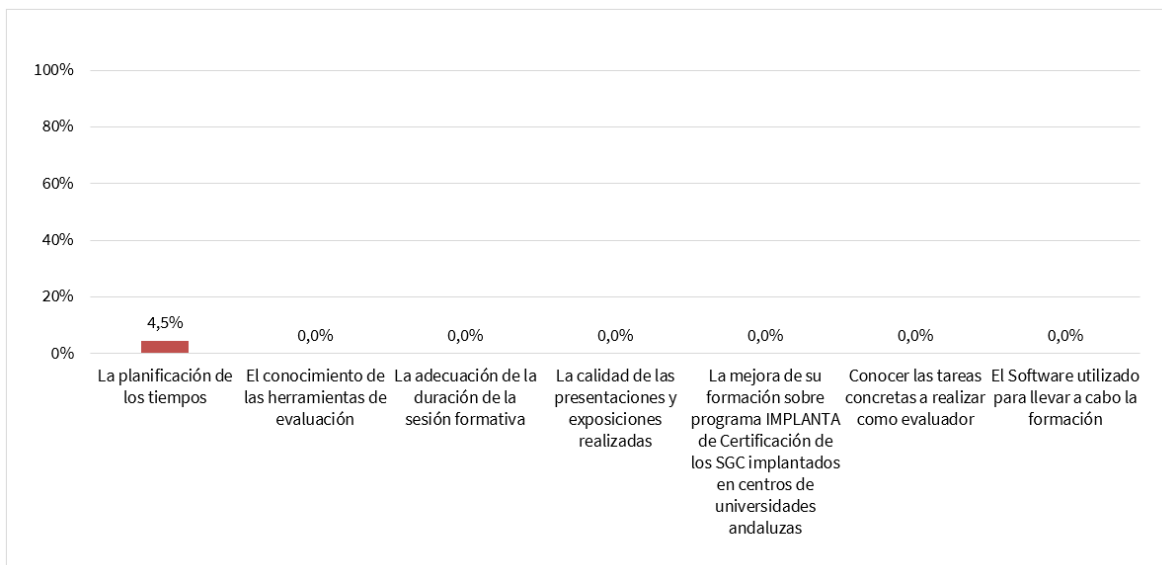 100%
80%
60%
40%
20%
0%
4,5%
0,0%
0,0%
0,0%
0,0%
0,0%
0,0%
La planificación de
los tiempos
El conocimiento de
las herramientas de
evaluación
La adecuación de la
duración de la
sesión formativa
La calidad de las
presentaciones y
exposiciones
realizadas
La mejora de su
formación sobre
programa IMPLANTA
de Certificación de
los SGC implantados
en centros de
universidades
andaluzas
Conocer las tareas
concretas a realizar
como evaluador
El Software utilizado
para llevar a cabo la
formación